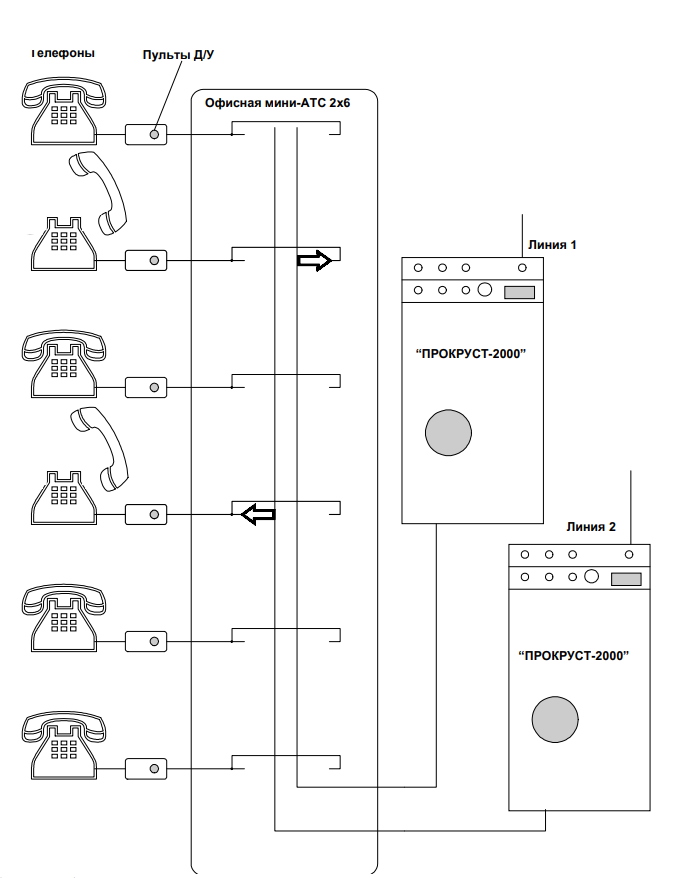 Телефоны
Пульты Д/У
Офисная мини-АТС 2х6
Линия 1
“ПРОКРУСТ-2000”
Линия 2
“ПРОКРУСТ-2000”